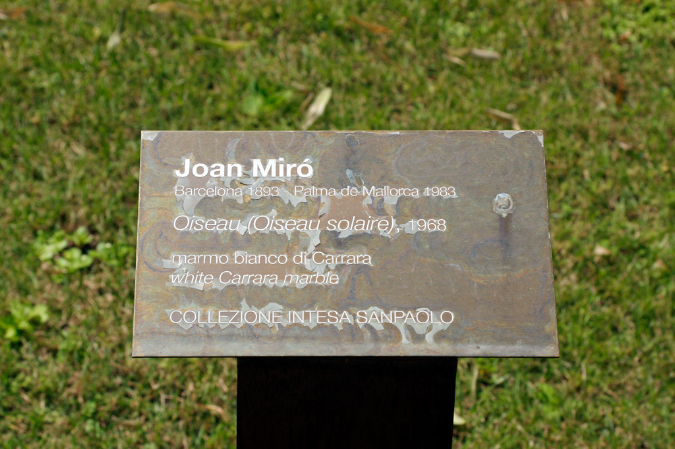 Joan Miró
Barcelona 1893 - Palma de Mallorca 1983
Oiseau (Oiseau solaire), 1968
marmo bianco di Carrara
white Carrara marble
COLLEZIONE INTESA SANPAOLO